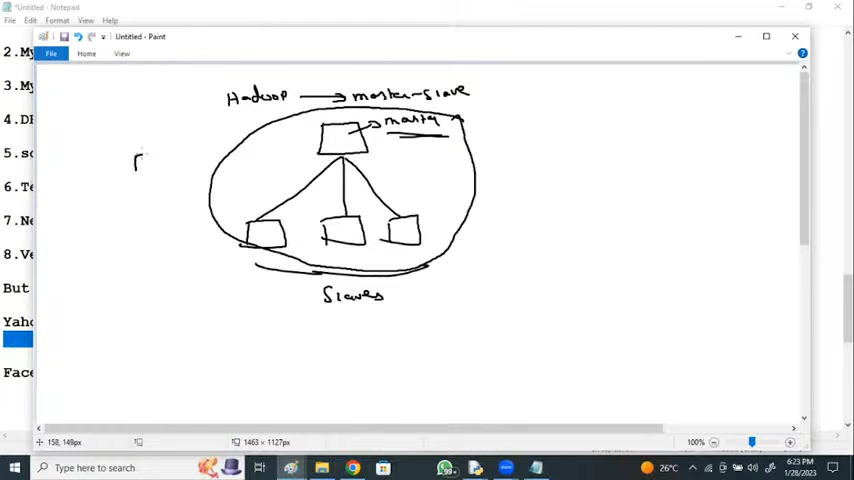 *Untitled - Notepad
File Edit Format View Help
Untitled - Paint
File Home View
2.My
3.My
4.D
5.sc
6.Te
7.Ne
8.Ve
But
Yaho
Face
Hadoop → master-slave
master
r
Slaves
158, 149px
1463 × 1127px
100%
Type here to search
99+
26°C
6:23 PM
1/28/2023